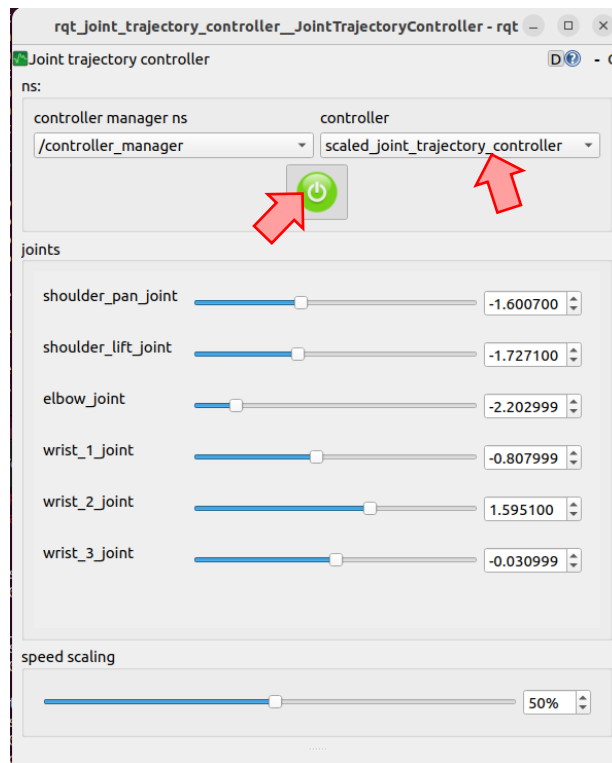 rqt_joint_trajectory_controller__JointTrajectoryController - rqt
Joint trajectory controller D -
ns:
controller manager ns controller
/controller_manager scaled_joint_trajectory_controller
joints
shoulder_pan_joint -1.600700
shoulder_lift_joint -1.727100
elbow_joint -2.202999
wrist_1_joint -0.807999
wrist_2_joint 1.595100
wrist_3_joint -0.030999
speed scaling
50%